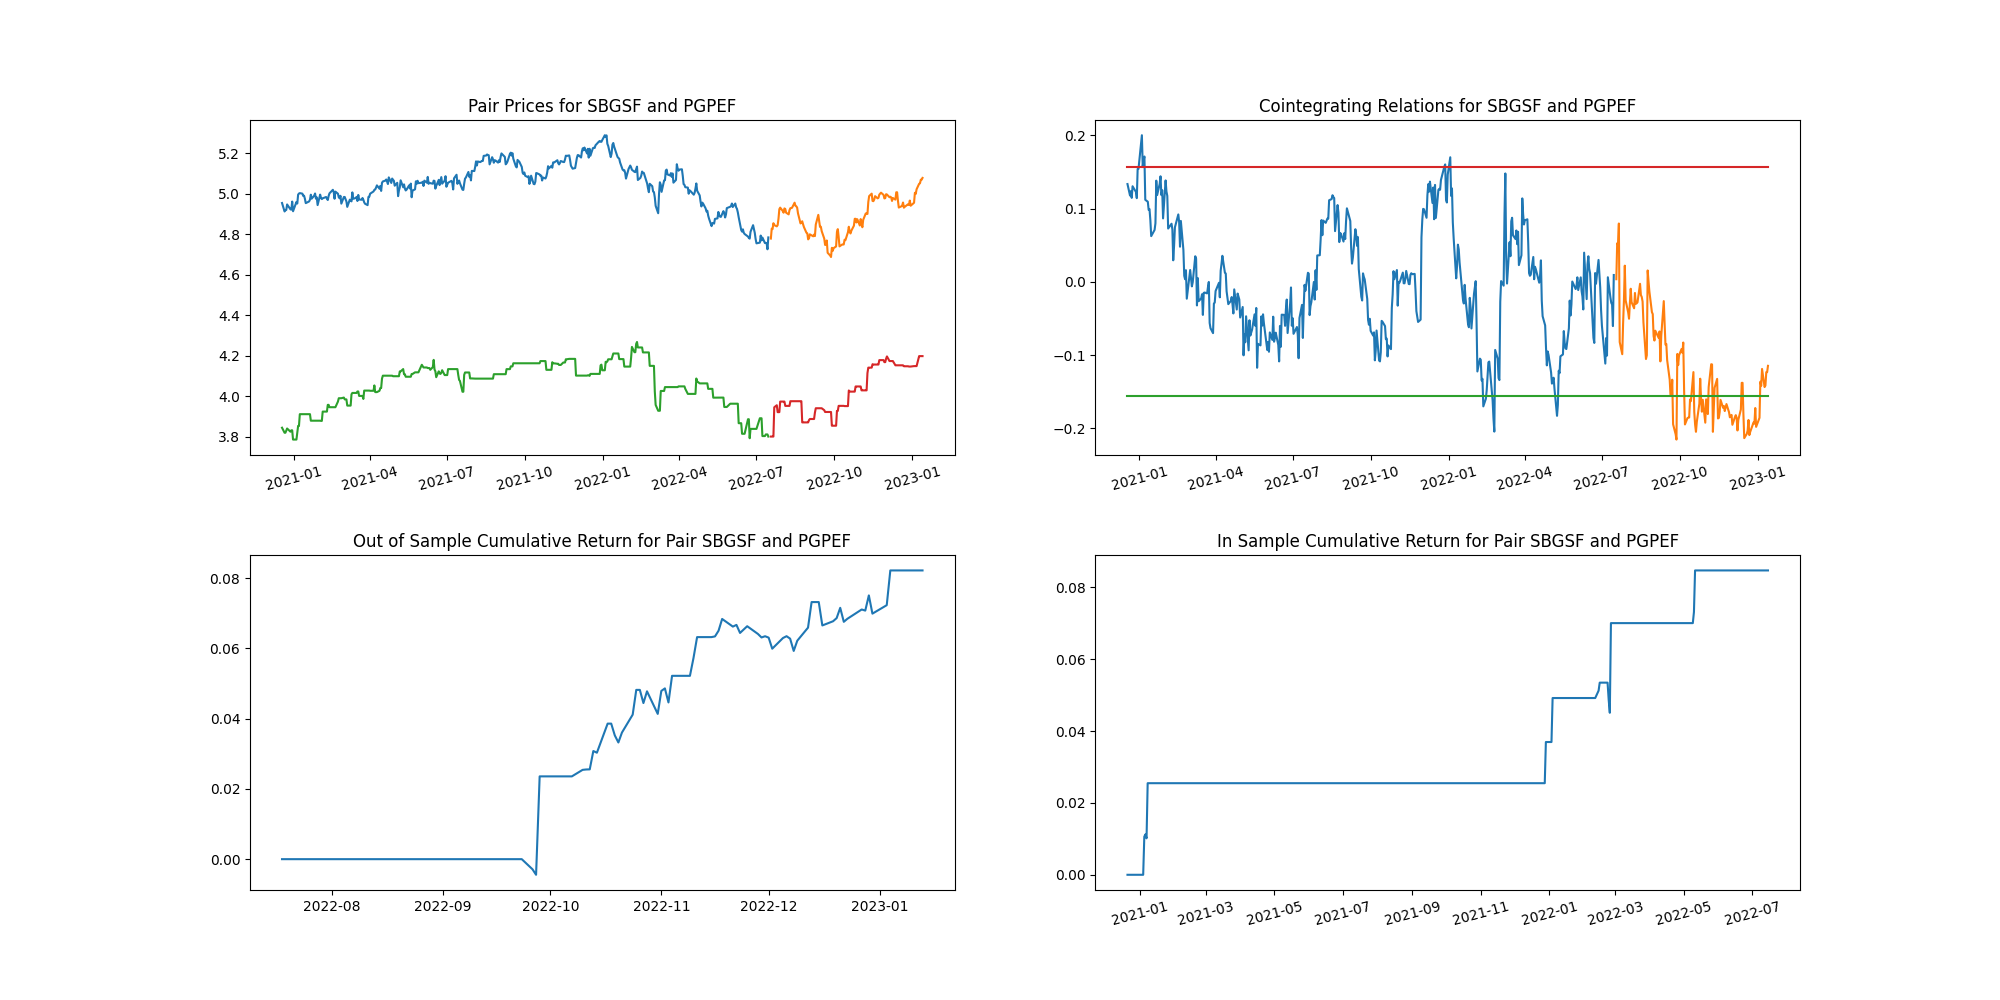 Pair Prices for SBGSF and PGPEF
5.2
5.0
4.8
4.6
4.4
4.2
4.0
3.8
2021-01 2021-04 2021-07 2021-10 2022-01 2022-04 2022-07 2022-10 2023-01
Cointegrating Relations for SBGSF and PGPEF
0.2
0.1
0.0
−0.1
−0.2
2021-01 2021-04 2021-07 2021-10 2022-01 2022-04 2022-07 2022-10 2023-01
Out of Sample Cumulative Return for Pair SBGSF and PGPEF
0.08
0.06
0.04
0.02
0.00
2022-08 2022-09 2022-10 2022-11 2022-12 2023-01
In Sample Cumulative Return for Pair SBGSF and PGPEF
0.08
0.06
0.04
0.02
0.00
2021-01 2021-03 2021-05 2021-07 2021-09 2021-11 2022-01 2022-03 2022-05 2022-07